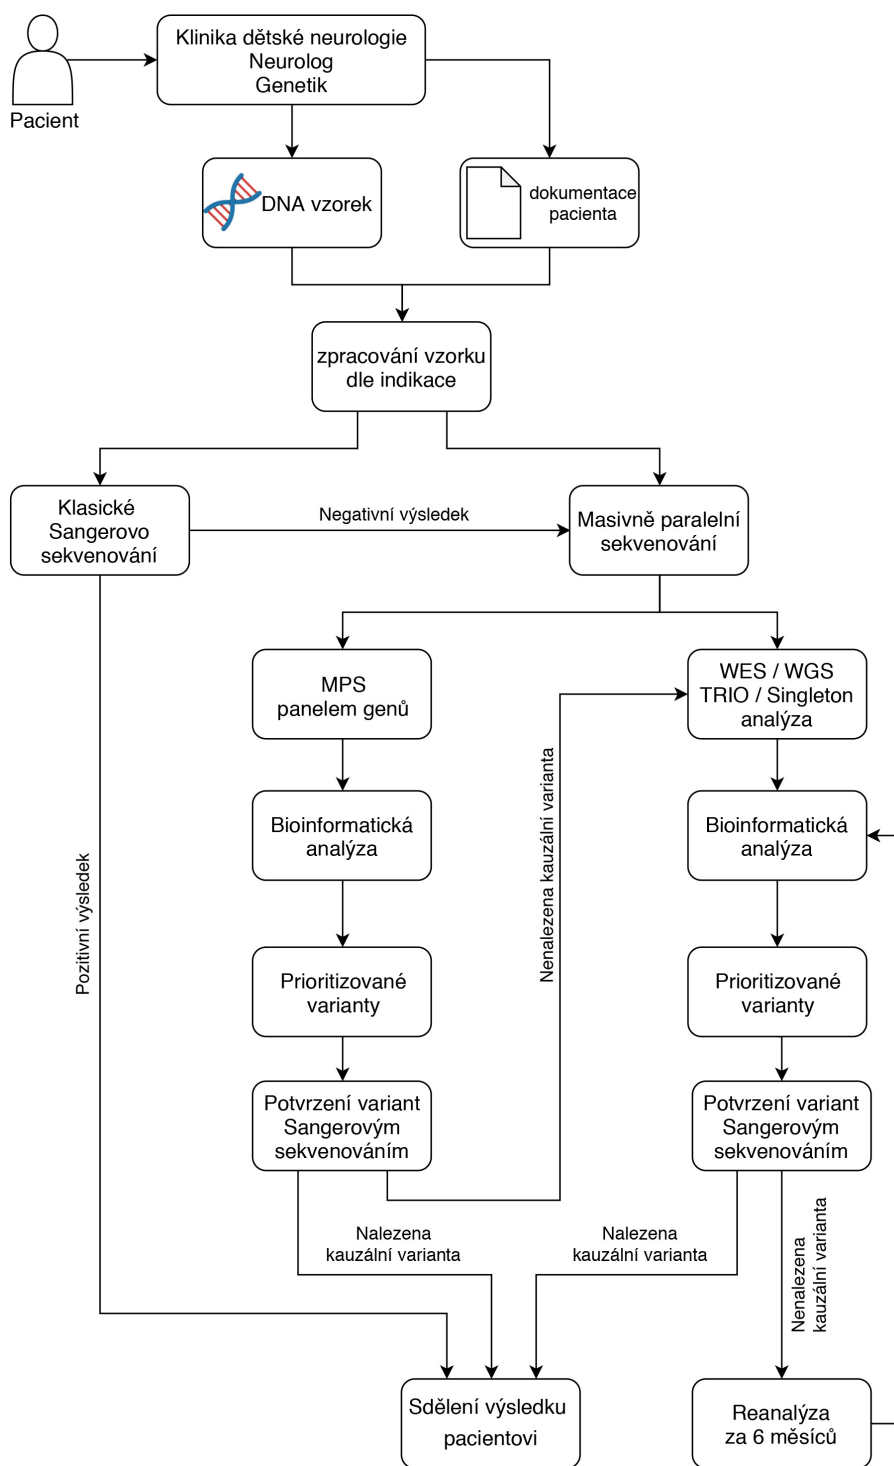 Klinika dětské neurologie
Neurolog
Genetik
Pacient
DNA vzorek
dokumentace
pacienta
zpracování vzorku
dle indikace
Klasické
Sangerovo
sekvenování
Negativní výsledek
Masivně paralelní
sekvenování
MPS
panelem genů
WES / WGS
TRIO / Singleton
analýza
Nenalezena kauzální varianta
Bioinformatická
analýza
Bioinformatická
analýza
Pozitivní výsledek
Prioritizované
varianty
Prioritizované
varianty
Potvrzení variant
Sangerovým
sekvenováním
Potvrzení variant
Sangerovým
sekvenováním
Nalezena
kauzální varianta
Nalezena
kauzální varianta
Nenalezena
kauzální varianta
Sdělení výsledku
pacientovi
Reanalýza
za 6 měsíců